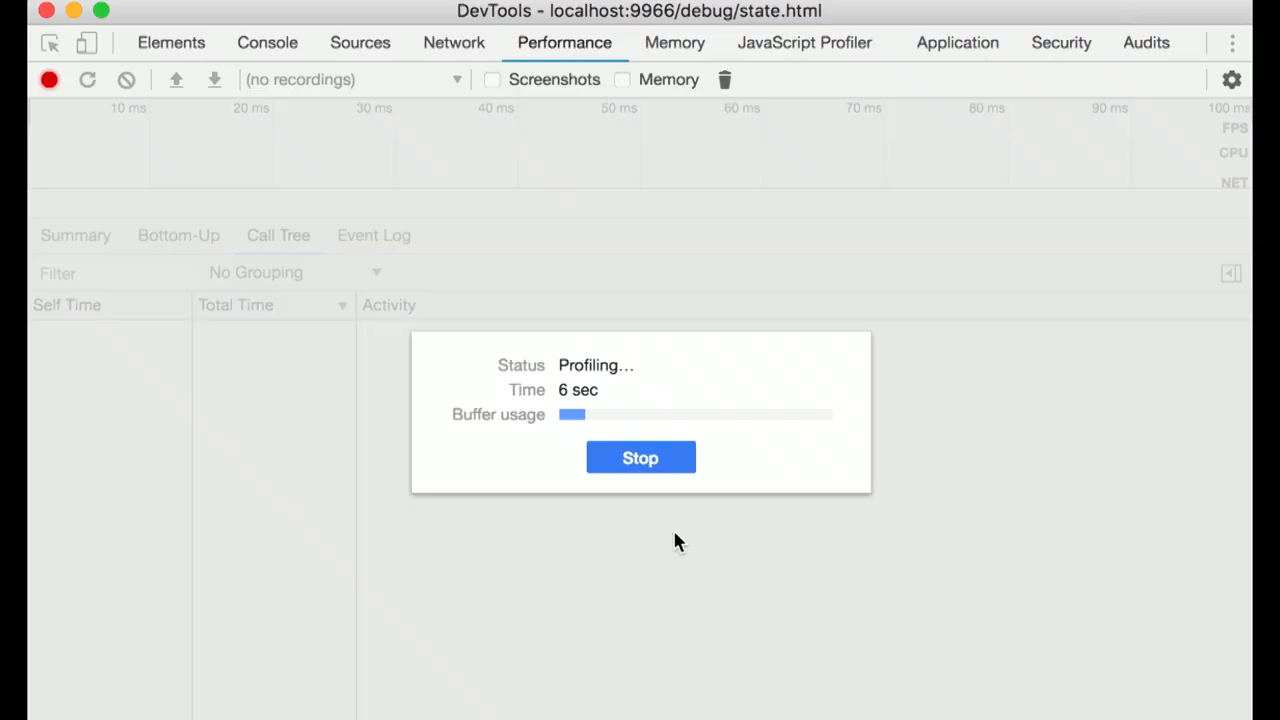 DevTools - localhost:9966/debug/state.html
Elements Console Sources Network Performance Memory JavaScript Profiler Application Security Audits
(no recordings) Screenshots Memory
10 ms 20 ms 30 ms 40 ms 50 ms 60 ms 70 ms 80 ms 90 ms 100 ms
FPS
CPU
NET
Summary Bottom-Up Call Tree Event Log
Filter No Grouping
Self Time Total Time Activity
Status Profiling…
Time 6 sec
Buffer usage
Stop